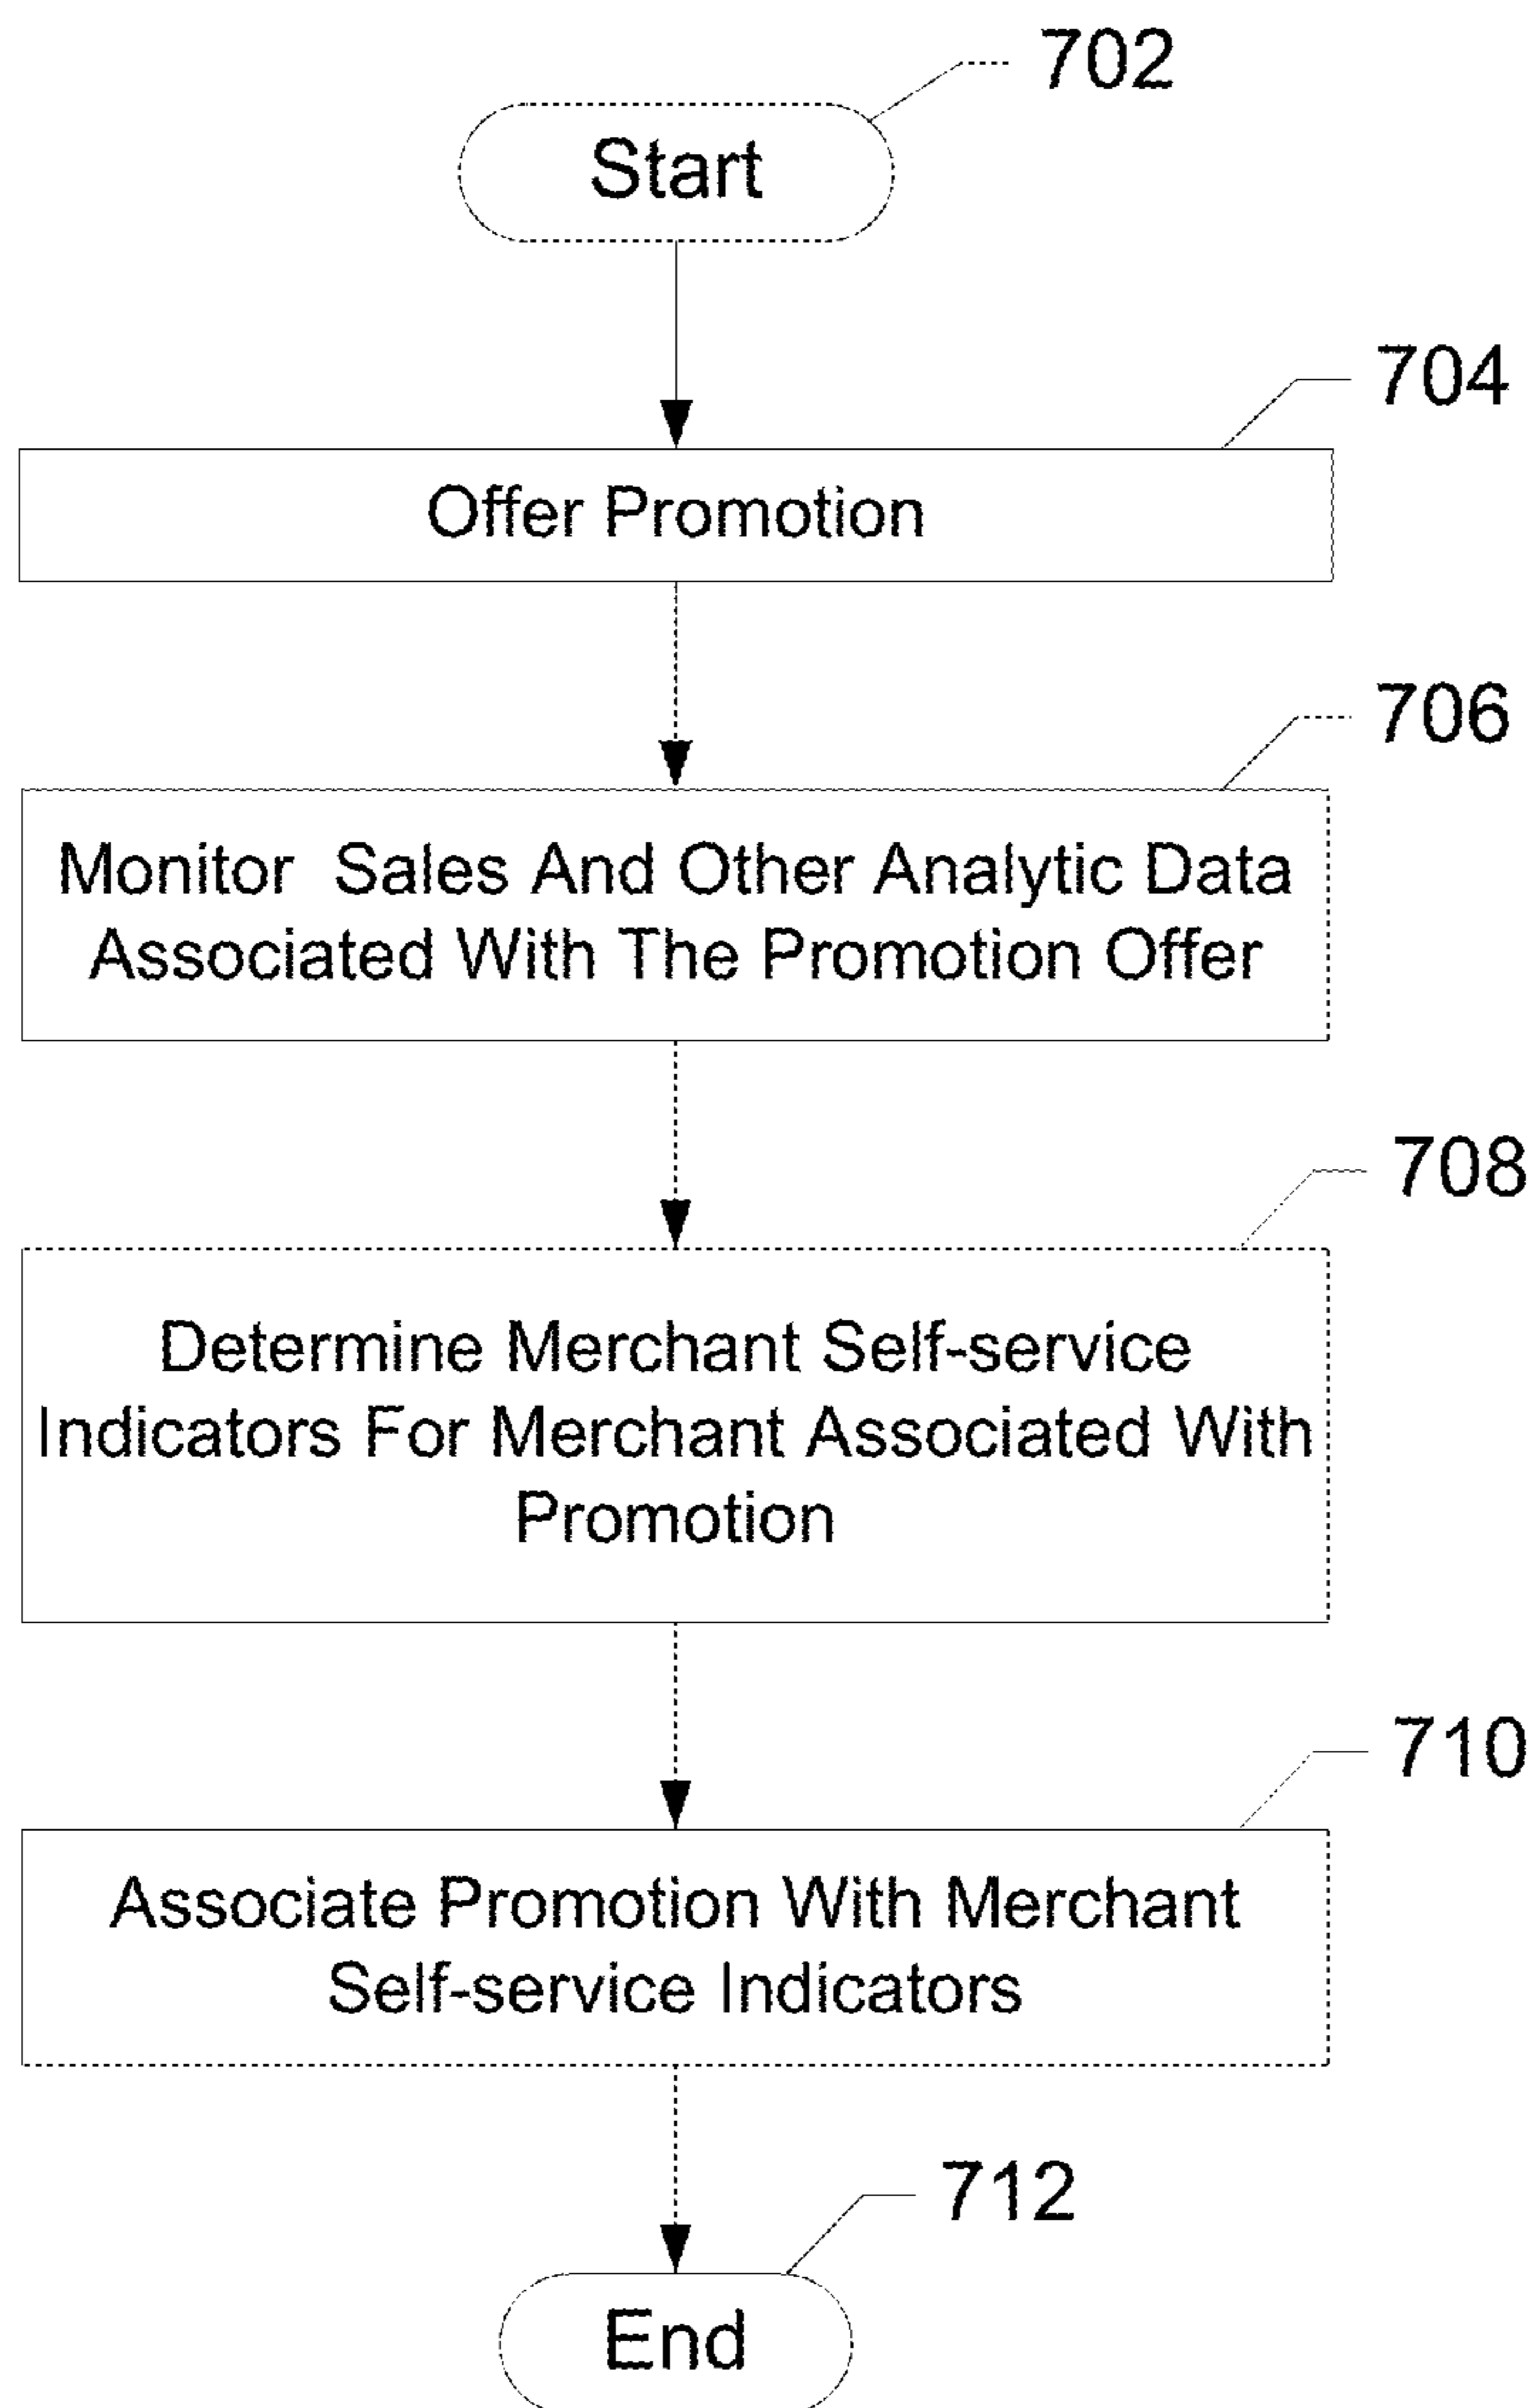 702
Start
704
Offer Promotion
706
Monitor Sales And Other Analytic Data
Associated With The Promotion Offer
708
Determine Merchant Self-service
Indicators For Merchant Associated With
Promotion
710
Associate Promotion With Merchant
Self-service Indicators
712
End